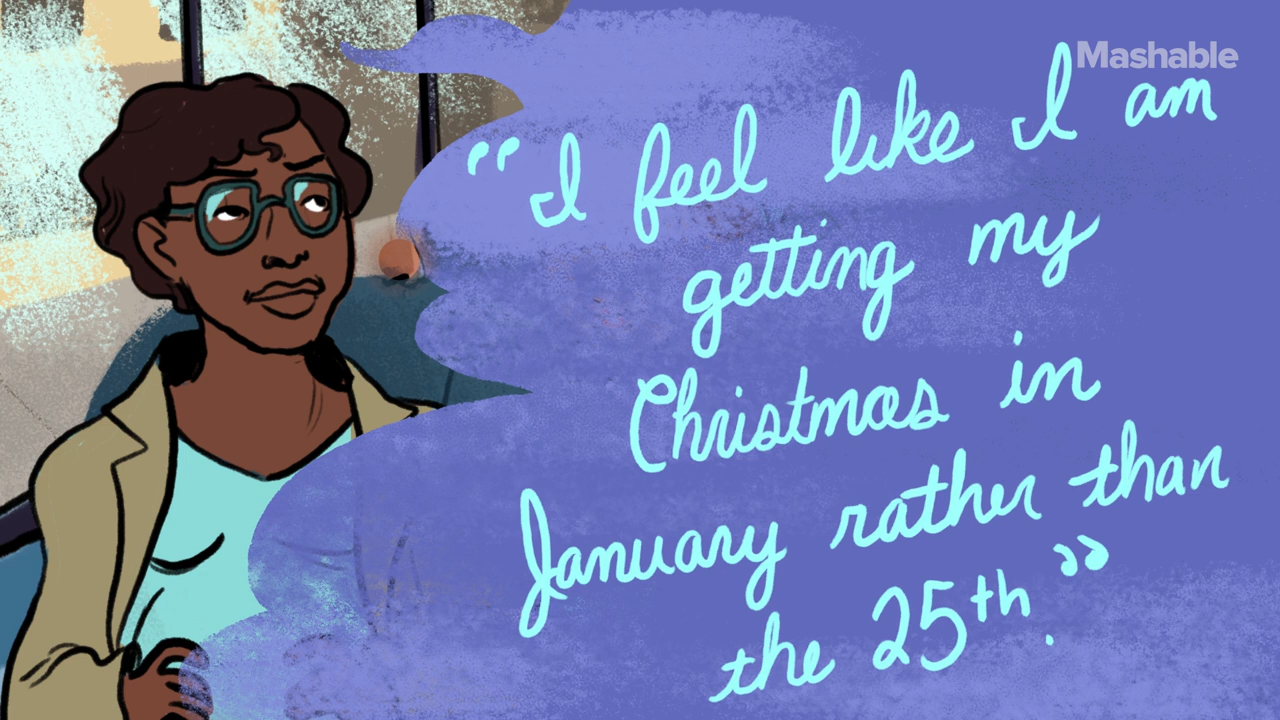 Mashable
"I feel like I am
getting my
Christmas in
January rather than
the 25th."